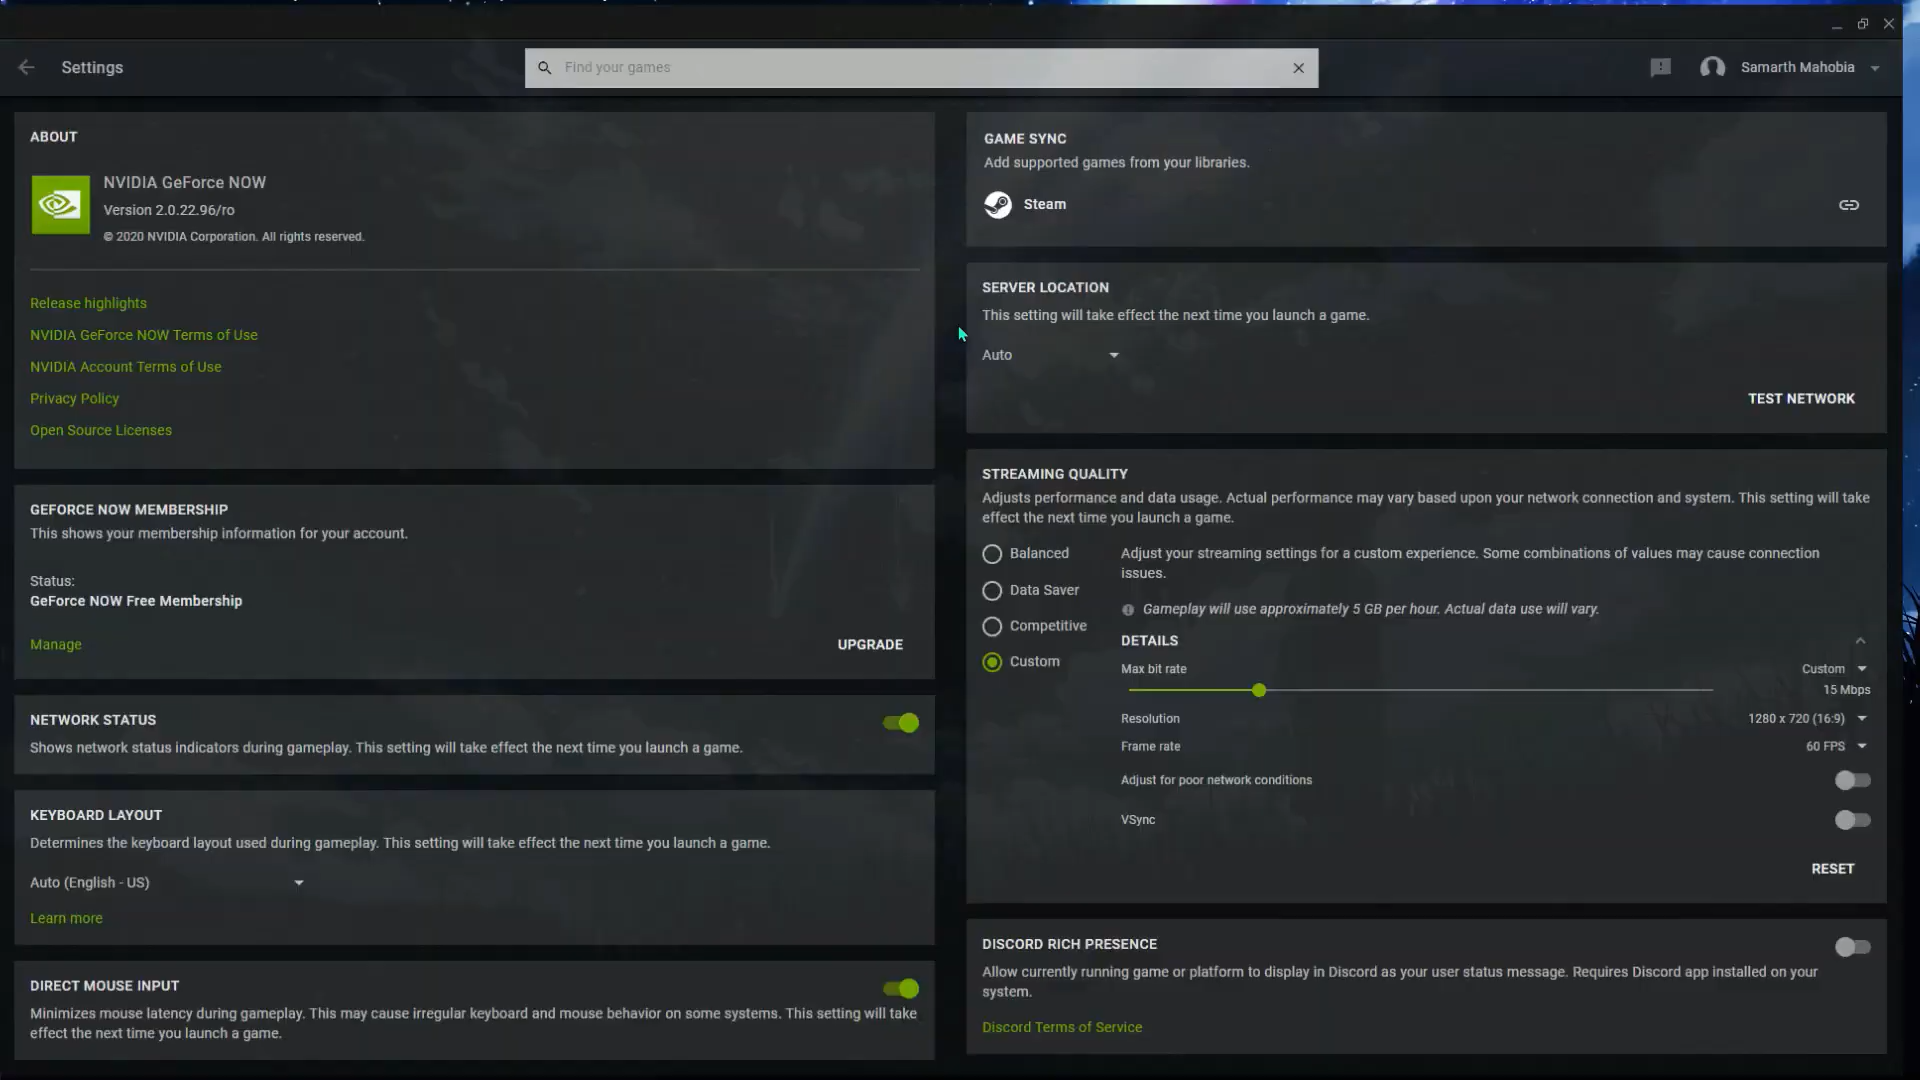 Settings
Find your games
Samarth Mahobia
ABOUT
NVIDIA GeForce NOW
Version 2.0.22.96/ro
© 2020 NVIDIA Corporation. All rights reserved.
Release highlights
NVIDIA GeForce NOW Terms of Use
NVIDIA Account Terms of Use
Privacy Policy
Open Source Licenses
GEFORCE NOW MEMBERSHIP
This shows your membership information for your account.
Status:
GeForce NOW Free Membership
Manage
UPGRADE
NETWORK STATUS
Shows network status indicators during gameplay. This setting will take effect the next time you launch a game.
KEYBOARD LAYOUT
Determines the keyboard layout used during gameplay. This setting will take effect the next time you launch a game.
Auto (English - US)
Learn more
DIRECT MOUSE INPUT
Minimizes mouse latency during gameplay. This may cause irregular keyboard and mouse behavior on some systems. This setting will take
effect the next time you launch a game.
GAME SYNC
Add supported games from your libraries.
Steam
SERVER LOCATION
This setting will take effect the next time you launch a game.
Auto
TEST NETWORK
STREAMING QUALITY
Adjusts performance and data usage. Actual performance may vary based upon your network connection and system. This setting will take
effect the next time you launch a game.
Balanced
Data Saver
Competitive
Custom
Adjust your streaming settings for a custom experience. Some combinations of values may cause connection
issues.
Gameplay will use approximately 5 GB per hour. Actual data use will vary.
DETAILS
Max bit rate
Custom
15 Mbps
Resolution
1280 x 720 (16:9)
Frame rate
60 FPS
Adjust for poor network conditions
VSync
RESET
DISCORD RICH PRESENCE
Allow currently running game or platform to display in Discord as your user status message. Requires Discord app installed on your
system.
Discord Terms of Service